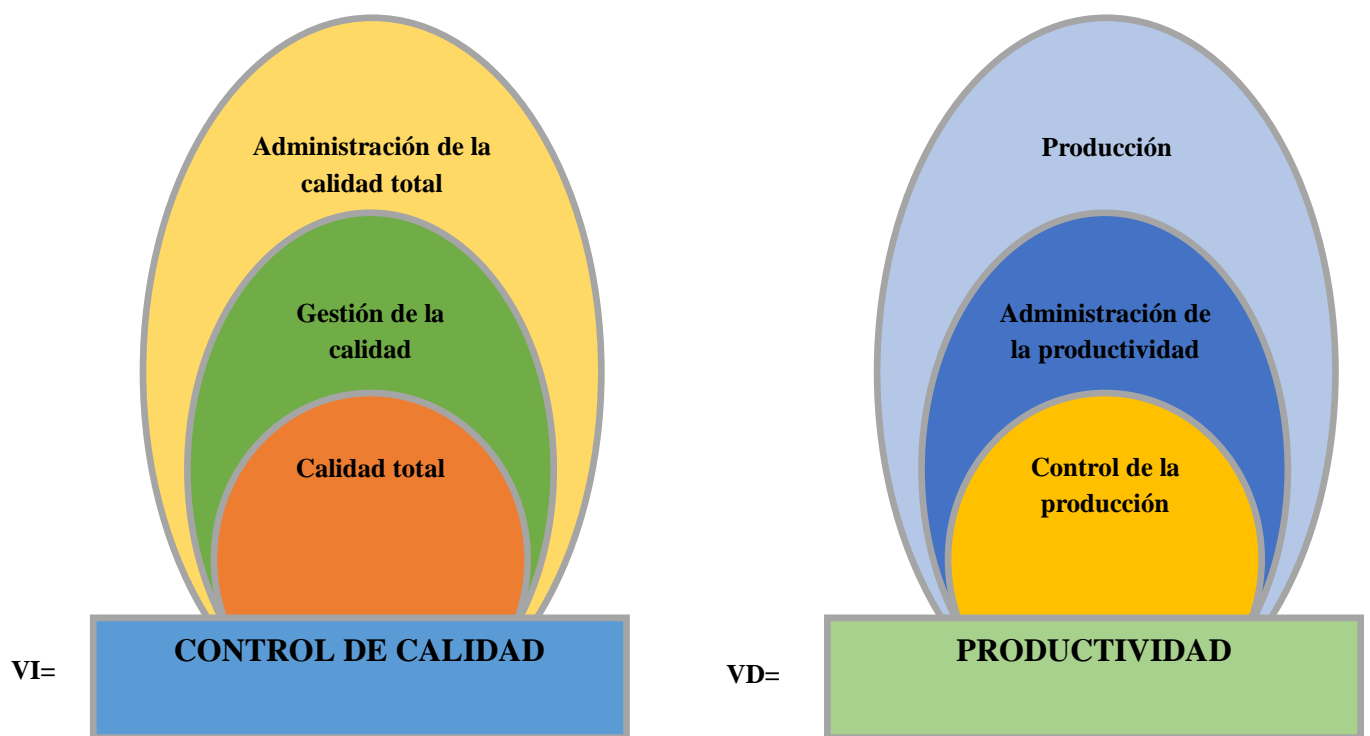 Administración de la
calidad total
Gestión de la
calidad
Calidad total
VI=
CONTROL DE CALIDAD
Producción
Administración de
la productividad
Control de la
producción
VD=
PRODUCTIVIDAD